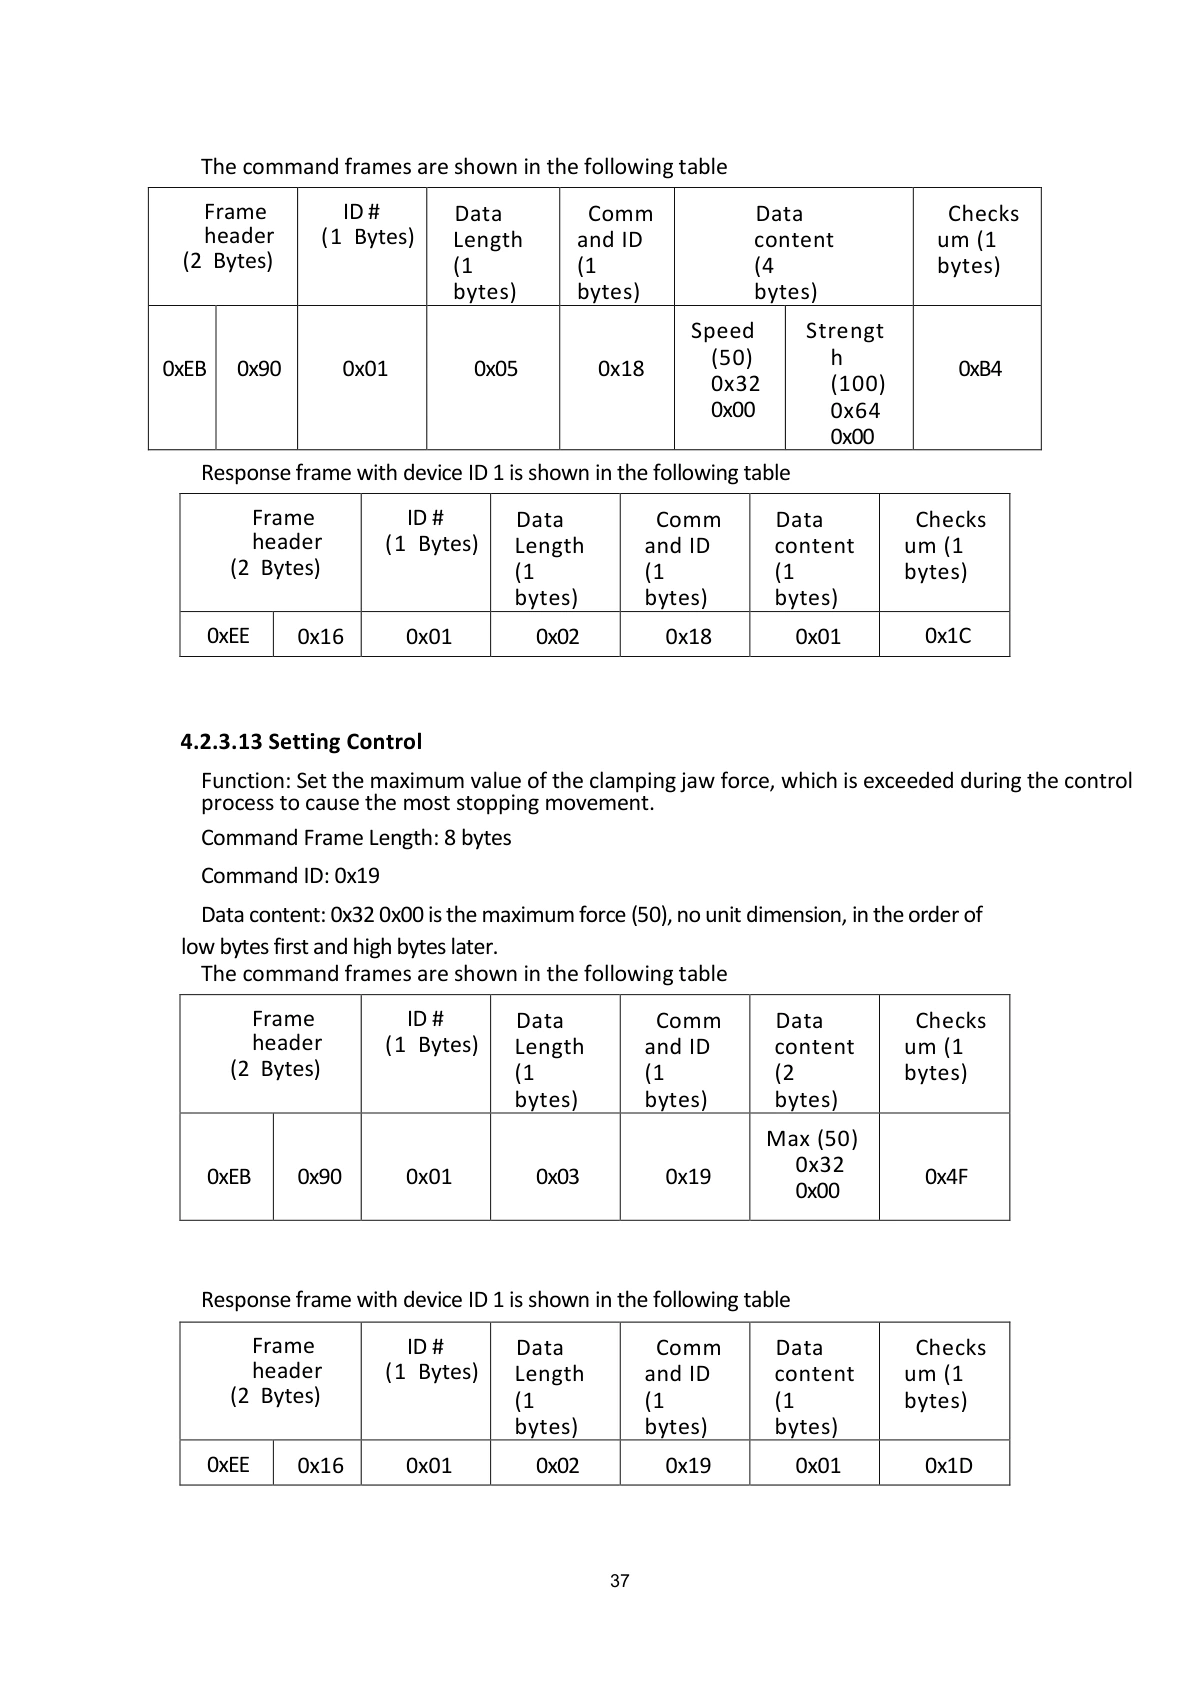 The command frames are shown in the following table
Frame
header
(2 Bytes)
ID #
(1 Bytes)
Data
Length
(1
bytes)
Comm
and ID
(1
bytes)
Data
content
(4
bytes)
Checks
um (1
bytes)
0xEB
0x90
0x01
0x05
0x18
Speed
(50)
0x32
0x00
Strengt
h
(100)
0x64
0x00
0xB4
Response frame with device ID 1 is shown in the following table
Frame
header
(2 Bytes)
ID #
(1 Bytes)
Data
Length
(1
bytes)
Comm
and ID
(1
bytes)
Data
content
(1
bytes)
Checks
um (1
bytes)
0xEE
0x16
0x01
0x02
0x18
0x01
0x1C
4.2.3.13 Setting Control
Function: Set the maximum value of the clamping jaw force, which is exceeded during the control
process to cause the most stopping movement.
Command Frame Length: 8 bytes
Command ID: 0x19
Data content: 0x32 0x00 is the maximum force (50), no unit dimension, in the order of
low bytes first and high bytes later.
The command frames are shown in the following table
Frame
header
(2 Bytes)
ID #
(1 Bytes)
Data
Length
(1
bytes)
Comm
and ID
(1
bytes)
Data
content
(2
bytes)
Checks
um (1
bytes)
0xEB
0x90
0x01
0x03
0x19
Max (50)
0x32
0x00
0x4F
Response frame with device ID 1 is shown in the following table
Frame
header
(2 Bytes)
ID #
(1 Bytes)
Data
Length
(1
bytes)
Comm
and ID
(1
bytes)
Data
content
(1
bytes)
Checks
um (1
bytes)
0xEE
0x16
0x01
0x02
0x19
0x01
0x1D
37